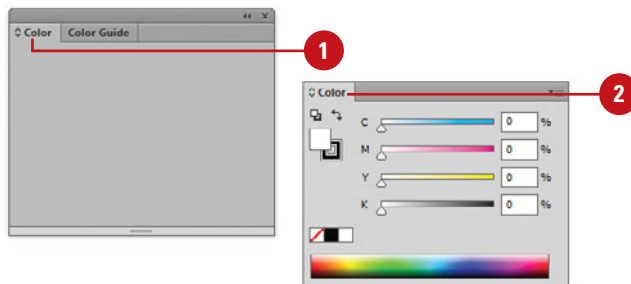 Color Color Guide
1
Color
2
C 0 %
M 0 %
Y 0 %
K 0 %